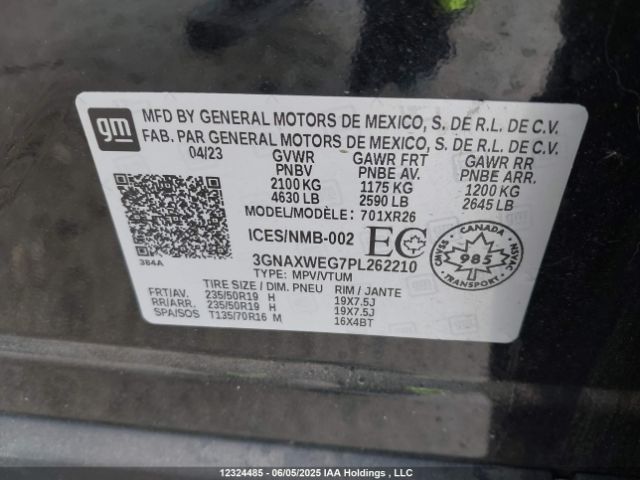 gm
MFD BY GENERAL MOTORS DE MEXICO, S. DE R.L. DE C.V.
FAB. PAR GENERAL MOTORS DE MEXICO, S. DE R.L. DE C.V.
04/23 GVWR GAWR FRT GAWR RR
PNBV PNBE AV. PNBE ARR.
2100 KG 1175 KG 1200 KG
4630 LB 2590 LB 2645 LB
MODEL/MODÈLE: 701XR26
ICES/NMB-002 EC
CANADA
985
NSVAC
3GNAXWEG7PL262210
TYPE: MPV/VTUM
384A
TIRE SIZE / DIM. PNEU RIM / JANTE
FRT/AV. 235/50R19 H 19X7.5J
RR/ARR. 235/50R19 H 19X7.5J
SPA/SOS T135/70R16 M 16X4BT
12324485 - 06/05/2025 IAA Holdings , LLC